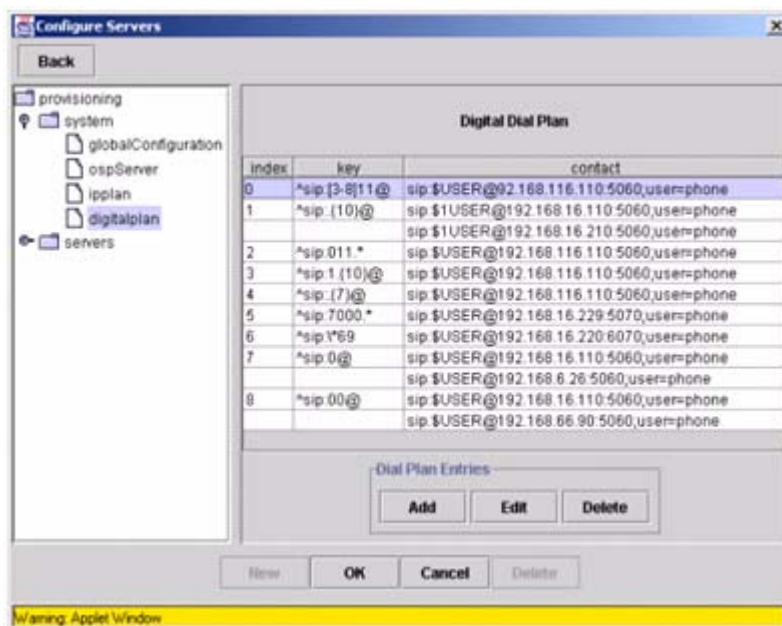 Configure Servers
Back
provisioning
system
globalConfiguration
ospServer
ipplan
digitalplan
servers
Digital Dial Plan
index key contact
0 ^sip:[3-8]11@ sip:$USER@92.168.116.110:5060;user=phone
1 ^sip:.{10}@ sip:$1USER@192.168.16.110:5060;user=phone
sip:$1USER@192.168.16.210:5060;user=phone
2 ^sip:011.* sip:$USER@192.168.116.110:5060;user=phone
3 ^sip:1.{10}@ sip:$USER@192.168.116.110:5060;user=phone
4 ^sip:.{7}@ sip:$USER@192.168.116.110:5060;user=phone
5 ^sip:7000.* sip:$USER@192.168.16.229:5070;user=phone
6 ^sip:\*69 sip:$USER@192.168.16.220:6070;user=phone
7 ^sip:0@ sip:$USER@192.168.16.110:5060;user=phone
sip:$USER@192.168.6.26:5060;user=phone
8 ^sip:00@ sip:$USER@192.168.16.110:5060;user=phone
sip:$USER@192.168.66.90:5060;user=phone
Dial Plan Entries
Add Edit Delete
New OK Cancel Delete
Warning: Applet Window